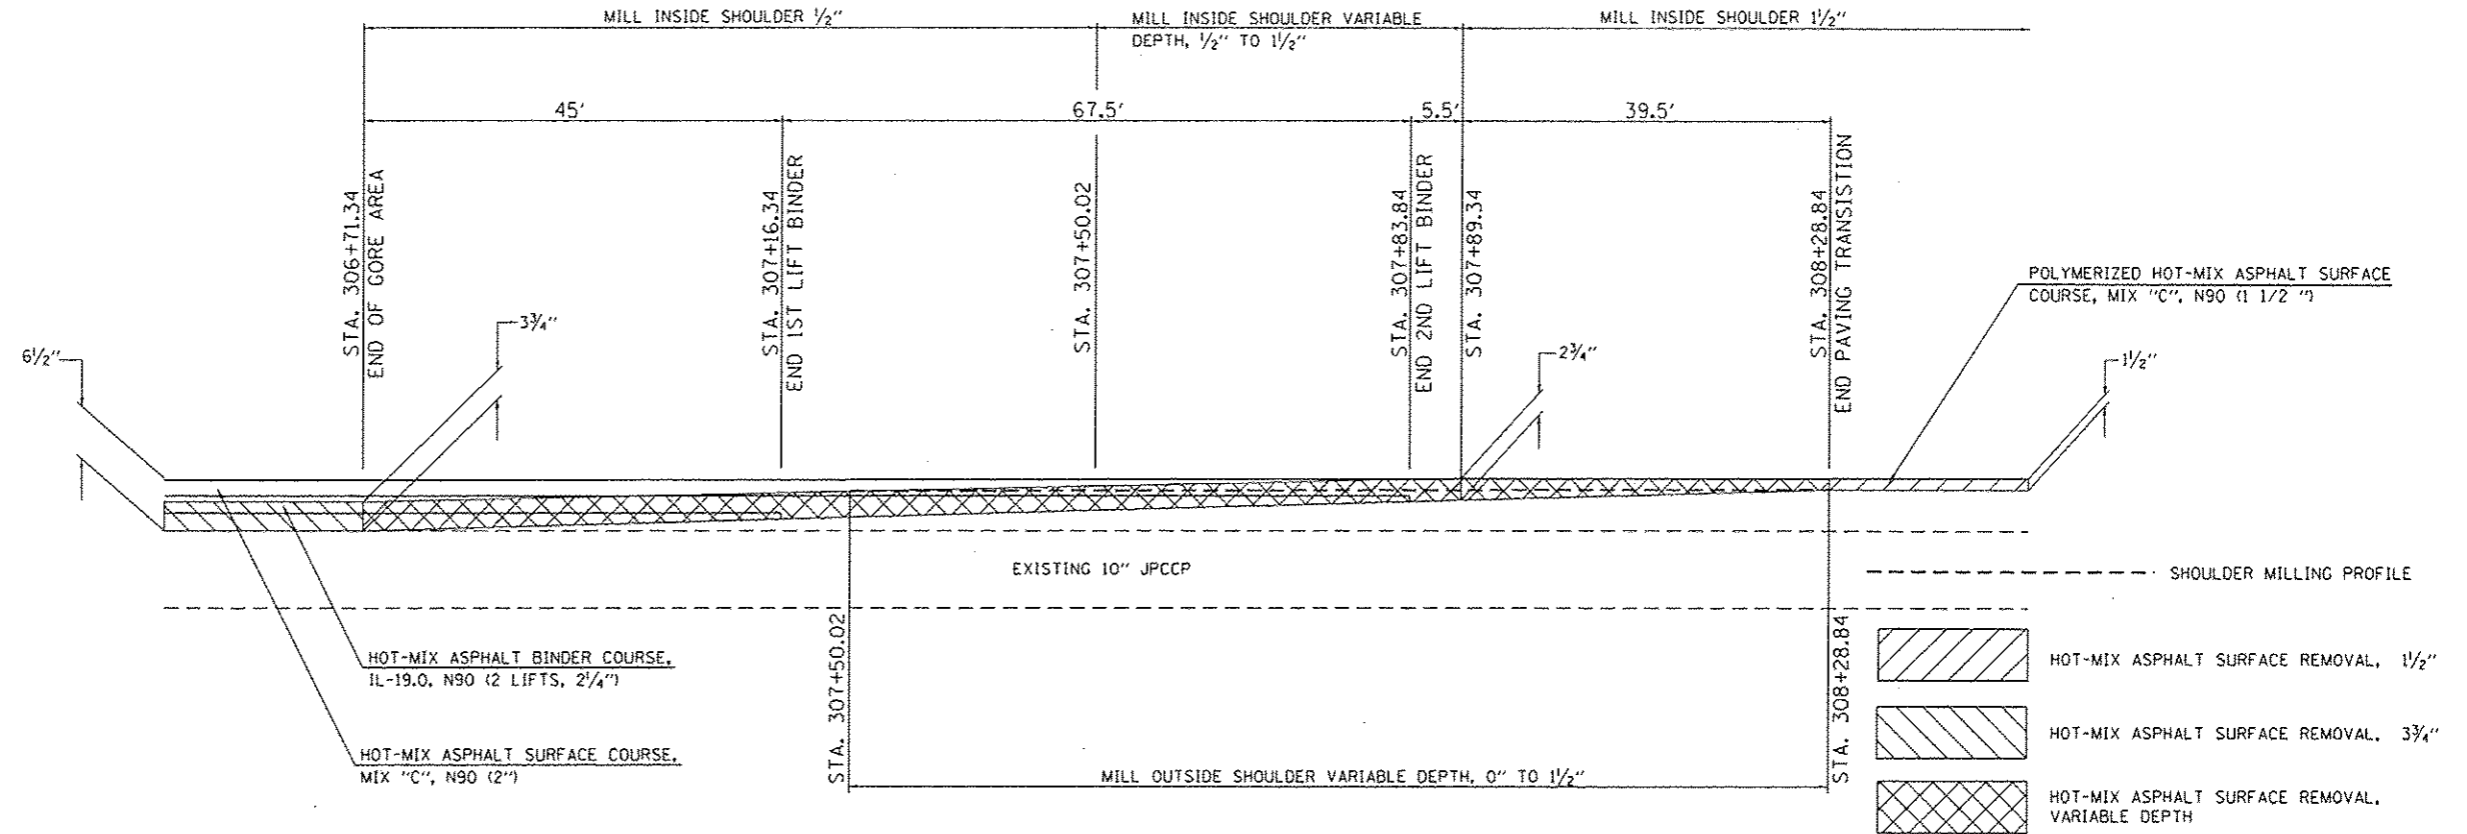 MILL INSIDE SHOULDER ½"
MILL INSIDE SHOULDER VARIABLE
DEPTH, ½" TO 1½"
MILL INSIDE SHOULDER 1½"
45'
67.5'
5.5'
39.5'
STA. 306+71.34
END OF GORE AREA
STA. 307+16.34
END 1ST LIFT BINDER
STA. 307+50.02
STA. 307+83.84
END 2ND LIFT BINDER
STA. 307+89.34
STA. 308+28.84
END PAVING TRANSISTION
POLYMERIZED HOT-MIX ASPHALT SURFACE
COURSE, MIX "C", N90 (1 1/2 ")
6½"
3¾"
2¾"
1½"
EXISTING 10" JPCCP
SHOULDER MILLING PROFILE
HOT-MIX ASPHALT BINDER COURSE,
IL-19.0, N90 (2 LIFTS, 2¼")
HOT-MIX ASPHALT SURFACE COURSE,
MIX "C", N90 (2")
STA. 307+50.02
MILL OUTSIDE SHOULDER VARIABLE DEPTH, 0" TO 1½"
STA. 308+28.84
HOT-MIX ASPHALT SURFACE REMOVAL, 1½"
HOT-MIX ASPHALT SURFACE REMOVAL, 3¾"
HOT-MIX ASPHALT SURFACE REMOVAL,
VARIABLE DEPTH